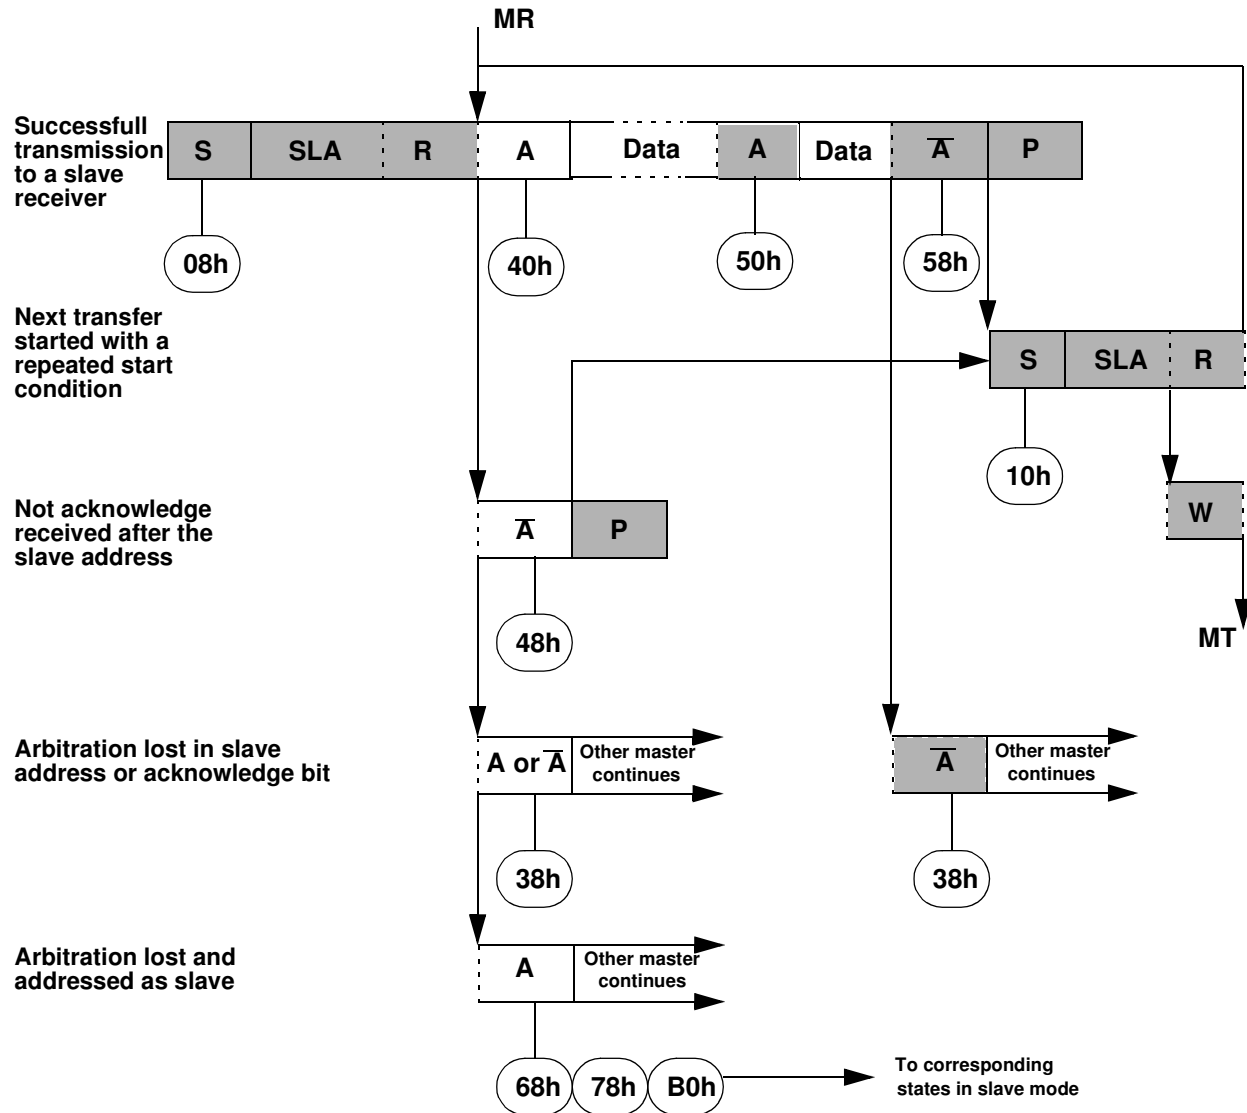 MR
Successfull
transmission
to a slave
receiver
S SLA R A Data A Data A̅ P
08h 40h 50h 58h
Next transfer
started with a
repeated start
condition
S SLA R
10h
Not acknowledge
received after the
slave address
A̅ P
W
48h
MT
Arbitration lost in slave
address or acknowledge bit
A or A̅
Other master
continues
A̅
Other master
continues
38h 38h
Arbitration lost and
addressed as slave
A
Other master
continues
68h 78h B0h
To corresponding
states in slave mode